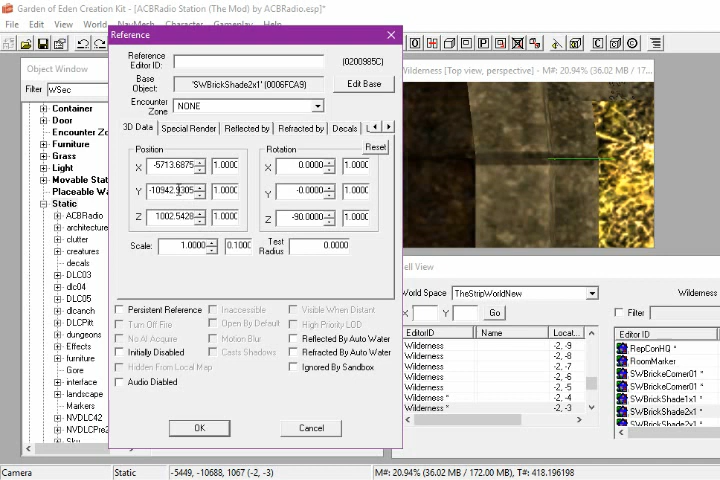 Garden of Eden Creation Kit - [ACBRadio Station (The Mod) by ACBRadio.esp]*
File Edit View World NavMesh Character Gameplay Help
Reference
Object Window
Filter WSec
Container
Door
Encounter Zo
Furniture
Grass
Light
Movable Stat
Placeable Wa
Static
ACBRadio
architecture
clutter
creatures
decals
DLC03
dlc04
DLC05
dlcanch
DLCPitt
dungeons
Effects
furniture
Gore
interface
landscape
Markers
NVDLC42
NVDLCPre
Reference
Editor ID:
(0200985C)
Base
Object:
'SWBrickShade2x1' (0006FCA9)
Edit Base
Encounter
Zone
NONE
3D Data Special Render Reflected by Refracted by Decals L
Reset
Position Rotation
X -5713.6875 1.0000 X 0.0000 1.000
Y -10942.9305 1.0000 Y -0.0000 1.000
Z 1002.5428 1.0000 Z -90.0000 1.000
Scale: 1.0000 0.1000
Test
Radius
0.0000
Persistent Reference Inaccessible Visible When Distant
Turn Off Fire Open By Default High Priority LOD
No AI Acquire Motion Blur Reflected By Auto Water
Initially Disabled Casts Shadows Refracted By Auto Water
Hidden From Local Map Ignored By Sandbox
Audio Diabled
OK Cancel
Wilderness [Top view, perspective] - M#: 20.94% (36.02 MB / 17...
ell View
World Space TheStripWorldNew Wilderness
X Y Go Filter
EditorID Name Locat...
Wilderness -2, -9
Wilderness -2, -8
Wilderness -2, -7
Wilderness -2, -6
Wilderness -2, -5
Wilderness * -2, -4
Wilderness * -2, -3
Editor ID
RepConHQ *
RoomMarker
SWBrickeCorner01 *
SWBrickeCorner01 *
SWBrickShade1x1 *
SWBrickShade2x1 *
SWBrickShade2x1 *
Camera Static -5449, -10688, 1067 (-2, -3) M#: 20.94% (36.02 MB / 172.00 MB), T#: 418.196198